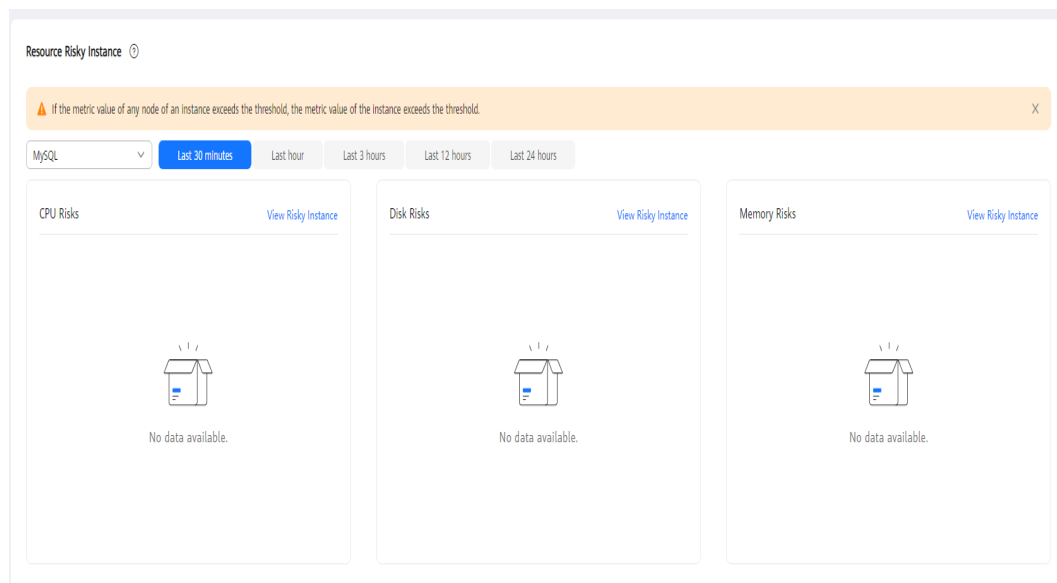 Resource Risky Instance
If the metric value of any node of an instance exceeds the threshold, the metric value of the instance exceeds the threshold.
MySQL
Last 30 minutes
Last hour
Last 3 hours
Last 12 hours
Last 24 hours
CPU Risks
View Risky Instance
No data available.
Disk Risks
View Risky Instance
No data available.
Memory Risks
View Risky Instance
No data available.